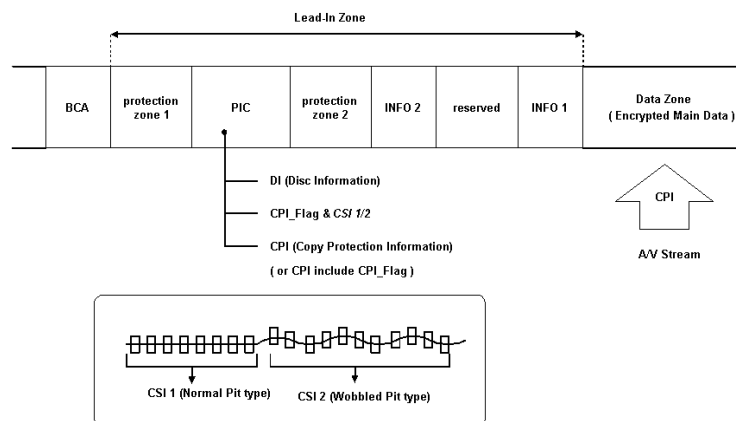 Lead-In Zone
BCA
protection
zone 1
PIC
protection
zone 2
INFO 2
reserved
INFO 1
Data Zone
( Encrypted Main Data )
DI (Disc Information)
CPI_Flag & CSI 1/2
CPI (Copy Protection Information)
( or CPI include CPI_Flag )
CPI
A/V Stream
CSI 1 (Normal Pit type)
CSI 2 (Wobbled Pit type)